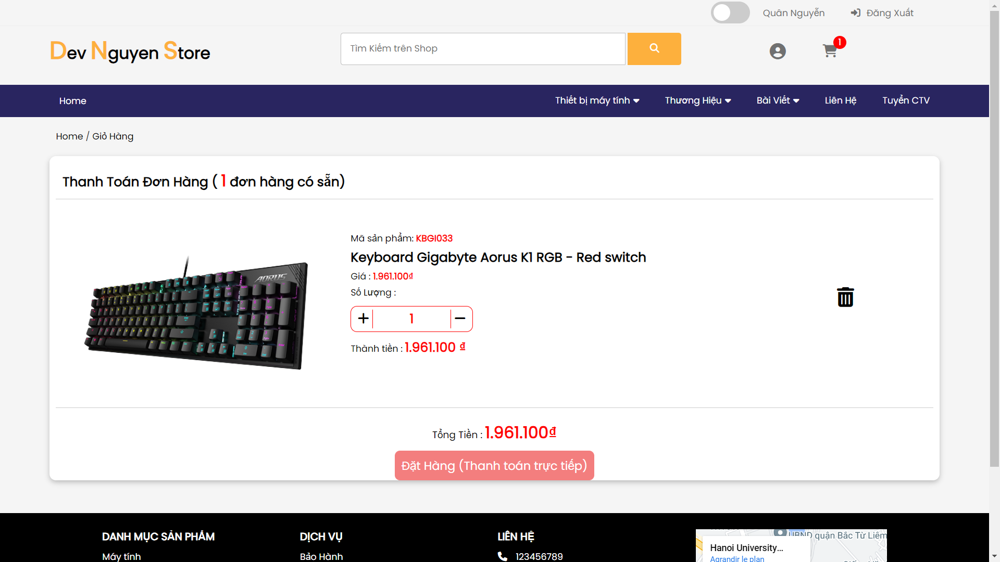 Quân Nguyễn
Đăng Xuất
Dev Nguyen Store
Tìm Kiếm trên Shop
1
Home
Thiết bị máy tính
Thương Hiệu
Bài Viết
Liên Hệ
Tuyển CTV
Home / Giỏ Hàng
Thanh Toán Đơn Hàng ( 1 đơn hàng có sẵn)
AORUS
Mã sản phẩm: KBGI033
Keyboard Gigabyte Aorus K1 RGB - Red switch
Giá : 1.961.100₫
Số Lượng :
1
Thành tiền : 1.961.100 ₫
Tổng Tiền : 1.961.100₫
Đặt Hàng (Thanh toán trực tiếp)
DANH MỤC SẢN PHẨM
Máy tính
DỊCH VỤ
Bảo Hành
LIÊN HỆ
123456789
UBND quận Bắc Từ Liêm
Hanoi University...
Agrandir le plan